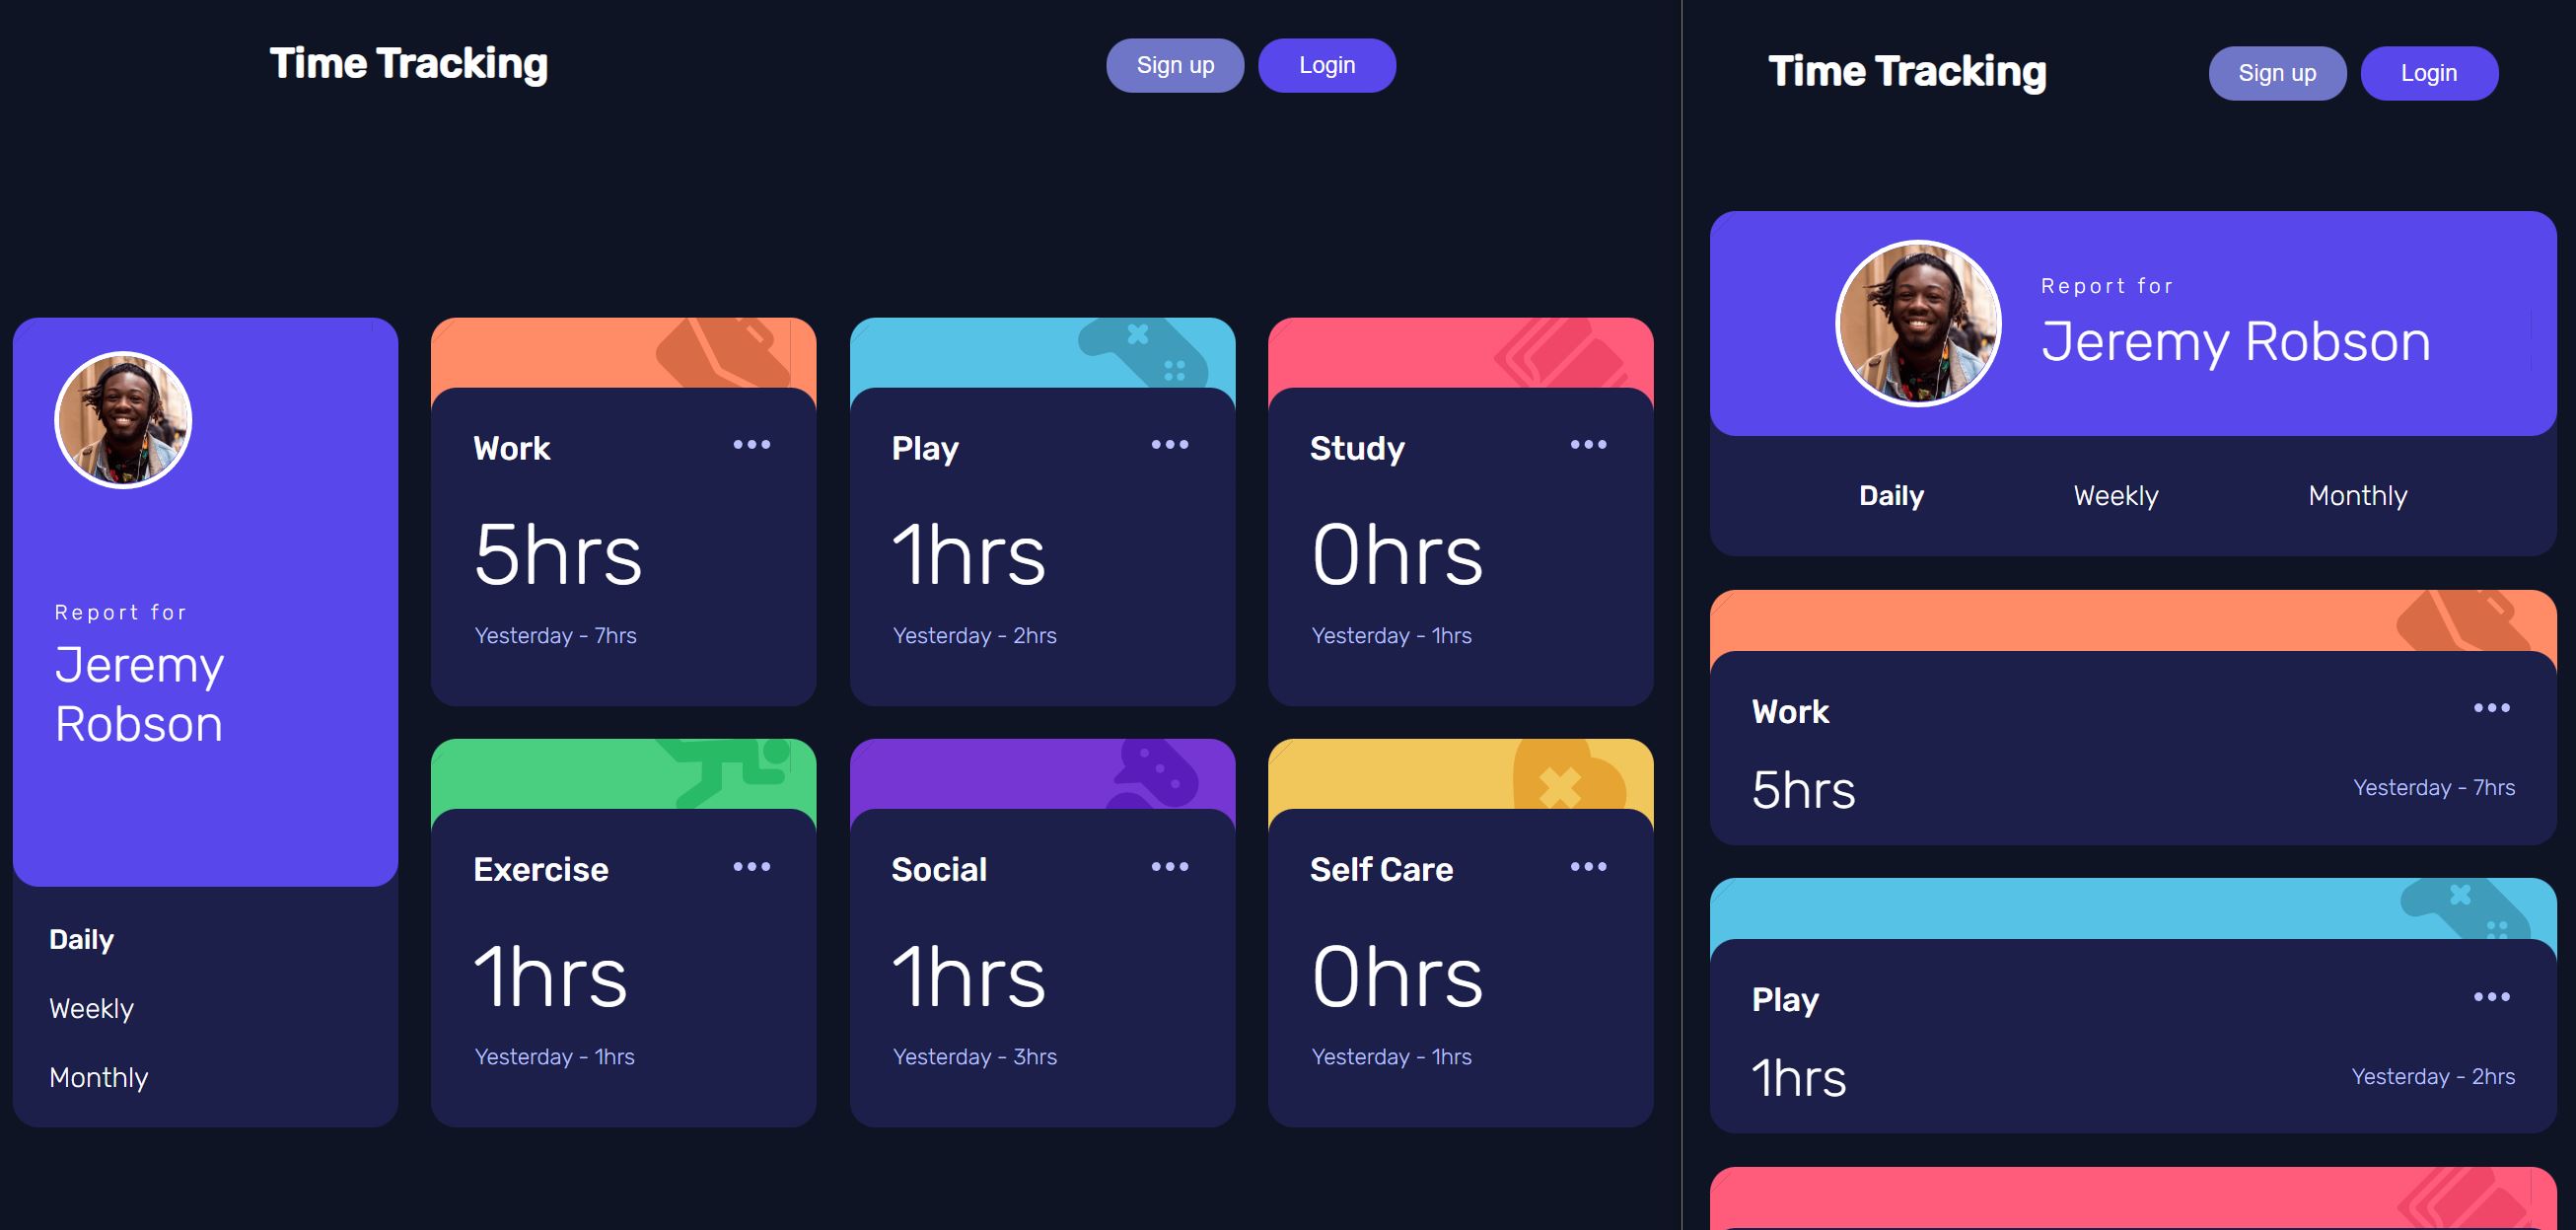 Time Tracking
Sign up
Login
Report for
Jeremy
Robson
Daily
Weekly
Monthly
Work
5hrs
Yesterday - 7hrs
Play
1hrs
Yesterday - 2hrs
Study
0hrs
Yesterday - 1hrs
Exercise
1hrs
Yesterday - 1hrs
Social
1hrs
Yesterday - 3hrs
Self Care
0hrs
Yesterday - 1hrs
Time Tracking
Sign up
Login
Report for
Jeremy Robson
Daily
Weekly
Monthly
Work
5hrs
Yesterday - 7hrs
Play
1hrs
Yesterday - 2hrs